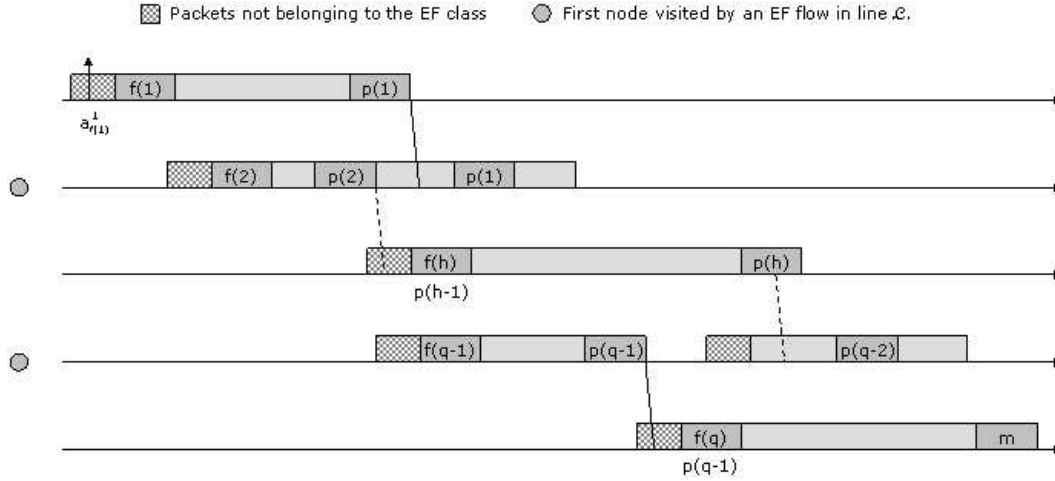 Packets not belonging to the EF class
First node visited by an EF flow in line ℒ.
f(1) p(1)
a¹f(1)
f(2) p(2) p(1)
f(h) p(h)
p(h-1)
f(q-1) p(q-1) p(q-2)
f(q) m
p(q-1)